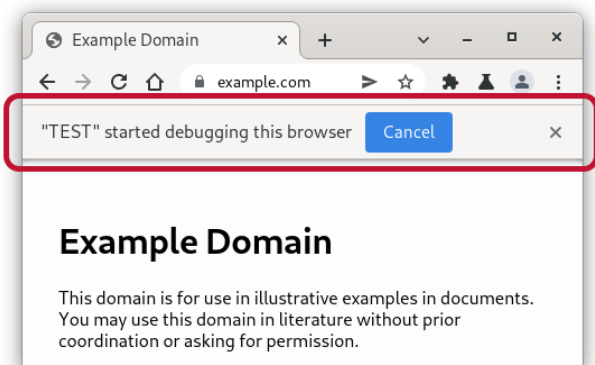 Example Domain
example.com
"TEST" started debugging this browser Cancel
Example Domain
This domain is for use in illustrative examples in documents.
You may use this domain in literature without prior
coordination or asking for permission.